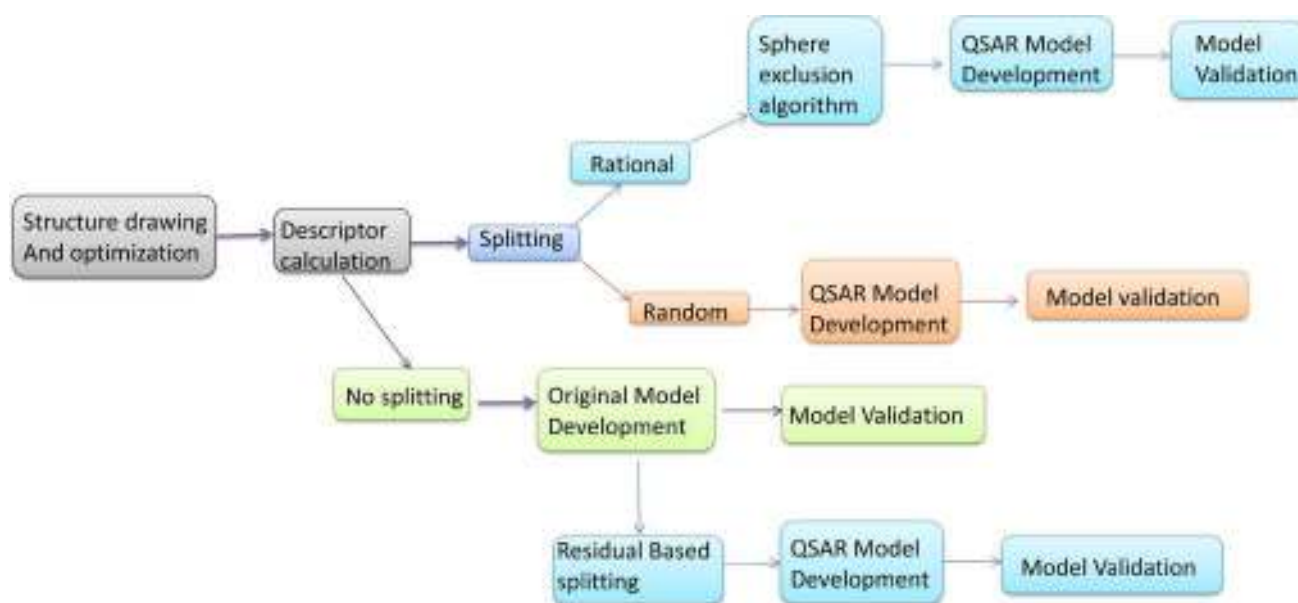 Sphere
exclusion
algorithm
QSAR Model
Development
Model
Validation
Rational
Structure drawing
And optimization
Descriptor
calculation
Splitting
Random
QSAR Model
Development
Model validation
No splitting
Original Model
Development
Model Validation
Residual Based
splitting
QSAR Model
Development
Model Validation